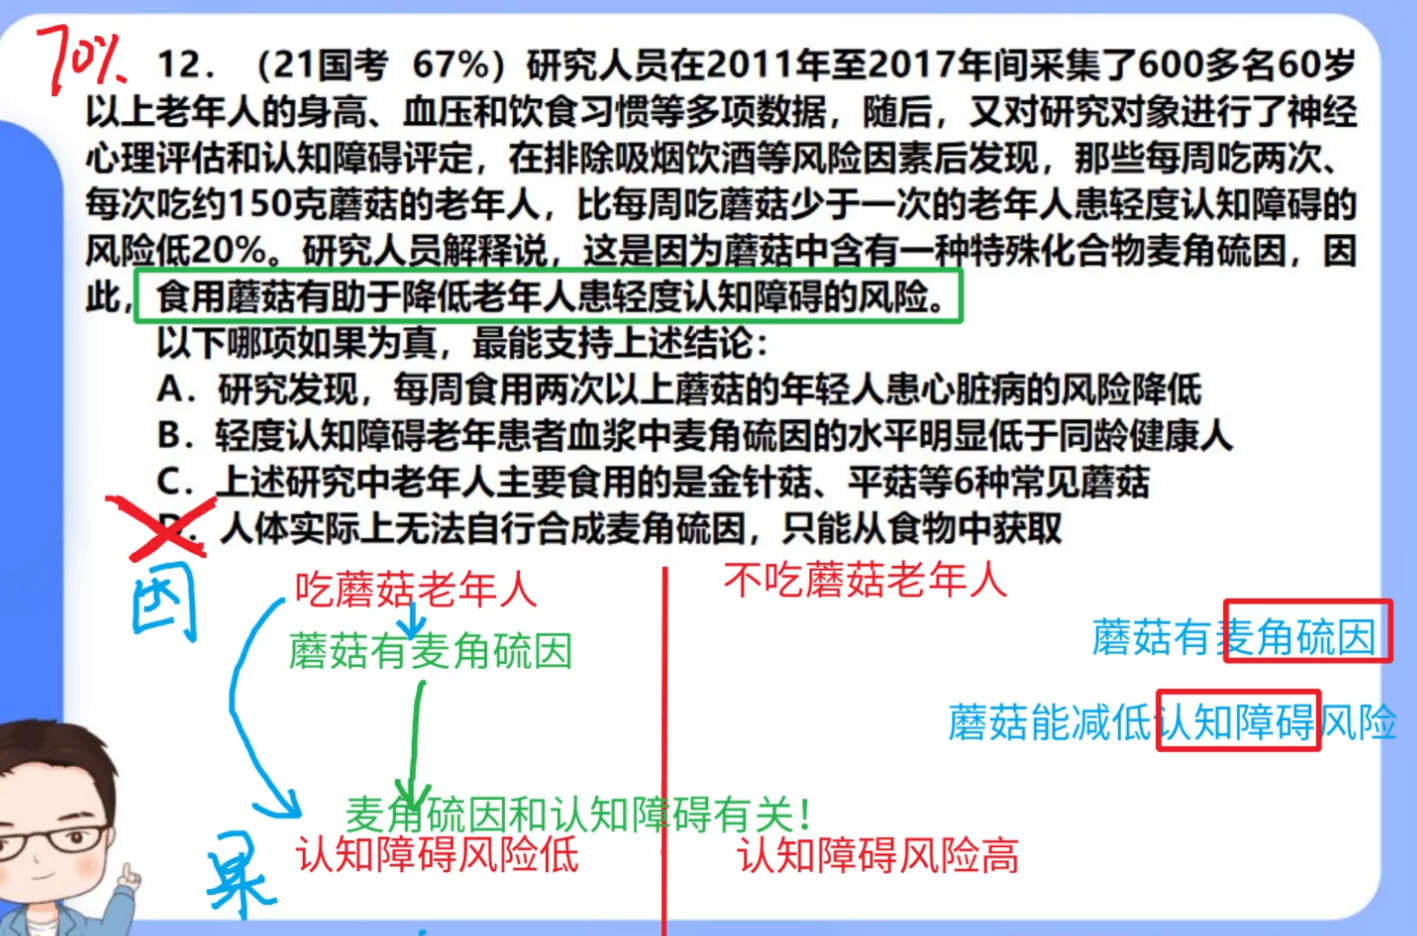 70%
12. （21国考 67%）研究人员在2011年至2017年间采集了600多名60岁
以上老年人的身高、血压和饮食习惯等多项数据，随后，又对研究对象进行了神经
心理评估和认知障碍评定，在排除吸烟饮酒等风险因素后发现，那些每周吃两次、
每次吃约150克蘑菇的老年人，比每周吃蘑菇少于一次的老年人患轻度认知障碍的
风险低20%。研究人员解释说，这是因为蘑菇中含有一种特殊化合物麦角硫因，因
此，食用蘑菇有助于降低老年人患轻度认知障碍的风险。
以下哪项如果为真，最能支持上述结论：
A. 研究发现，每周食用两次以上蘑菇的年轻人患心脏病的风险降低
B. 轻度认知障碍老年患者血浆中麦角硫因的水平明显低于同龄健康人
C. 上述研究中老年人主要食用的是金针菇、平菇等6种常见蘑菇
D. 人体实际上无法自行合成麦角硫因，只能从食物中获取
因
吃蘑菇老年人
不吃蘑菇老年人
蘑菇有麦角硫因
蘑菇有麦角硫因
蘑菇能减低认知障碍风险
麦角硫因和认知障碍有关！
果
认知障碍风险低
认知障碍风险高